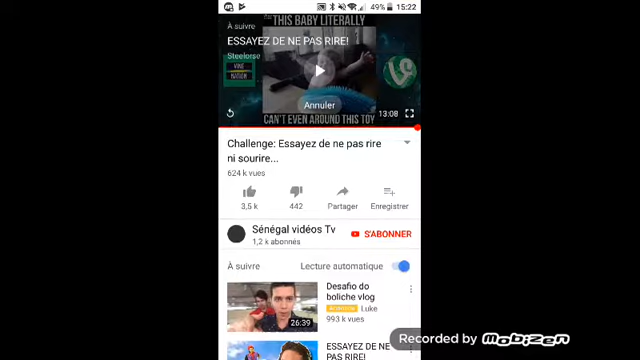 49% 15:22
THIS BABY LITERALLY
À suivre
ESSAYEZ DE NE PAS RIRE!
Steelorse
VINE
NATION
Annuler
13:08
CAN'T EVEN AROUND THIS TOY
Challenge: Essayez de ne pas rire
ni sourire...
624 k vues
3,5 k 442 Partager Enregistrer
Sénégal vidéos Tv
1,2 k abonnés
S'ABONNER
À suivre Lecture automatique
Desafio do
boliche vlog
Luke
993 k vues
26:39
ESSAYEZ DE NE
PAS RIRE!
Recorded by MOBIZEN